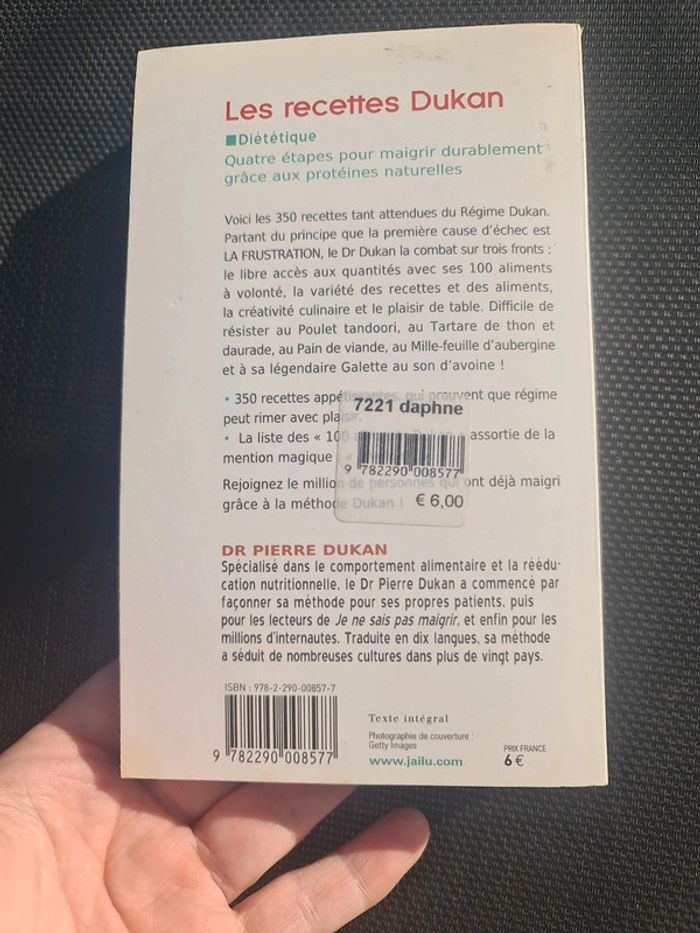 Les recettes Dukan
■Diététique
Quatre étapes pour maigrir durablement
grâce aux protéines naturelles
Voici les 350 recettes tant attendues du Régime Dukan.
Partant du principe que la première cause d'échec est
LA FRUSTRATION, le Dr Dukan la combat sur trois fronts :
le libre accès aux quantités avec ses 100 aliments
à volonté, la variété des recettes et des aliments,
la créativité culinaire et le plaisir de table. Difficile de
résister au Poulet tandoori, au Tartare de thon et
daurade, au Pain de viande, au Mille-feuille d'aubergine
et à sa légendaire Galette au son d'avoine !
• 350 recettes appétissantes, qui prouvent que régime
peut rimer avec plaisir.
• La liste des « 100 Dukan assortie de la
mention magique «
Rejoignez le million de personnes qui ont déjà maigri
grâce à la méthode Dukan !
7221 daphne
9 782290 008577
€ 6,00
DR PIERRE DUKAN
Spécialisé dans le comportement alimentaire et la réédu-
cation nutritionnelle, le Dr Pierre Dukan a commencé par
façonner sa méthode pour ses propres patients, puis
pour les lecteurs de Je ne sais pas maigrir, et enfin pour les
millions d'internautes. Traduite en dix langues, sa méthode
a séduit de nombreuses cultures dans plus de vingt pays.
ISBN : 978-2-290-00857-7
9 782290 008577
Texte intégral
Photographie de couverture :
Getty Images
www.jailu.com
PRIX FRANCE
6 €